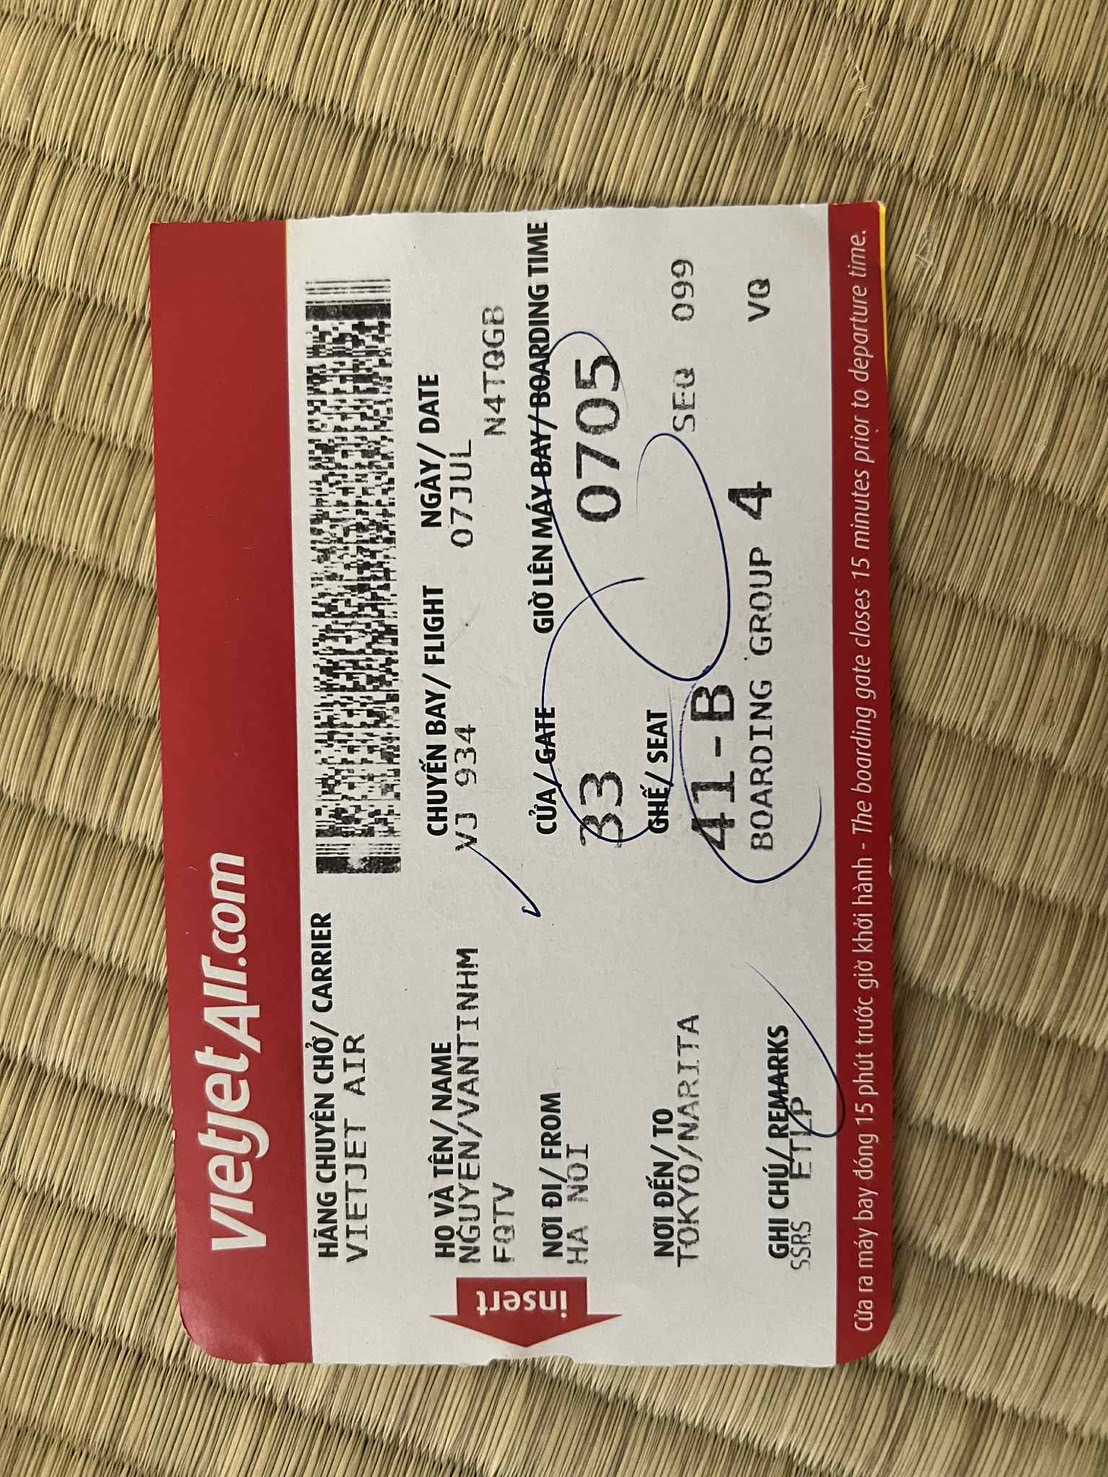 vietjetAir.com
HÃNG CHUYÊN CHỞ/ CARRIER
VIETJET AIR
HỌ VÀ TÊN/ NAME
NGUYEN/VANTINHM
FQTV
CHUYẾN BAY/ FLIGHT
VJ 934
NGÀY/ DATE
07JUL
N4TQGB
NƠI ĐI/ FROM
HA NOI
CỬA/ GATE
33
GIỜ LÊN MÁY BAY/ BOARDING TIME
0705
NƠI ĐẾN/ TO
TOKYO/NARITA
GHẾ/ SEAT
41-B
SEQ 099
GHI CHÚ/ REMARKS
SSRS ETLP
BOARDING GROUP 4
VQ
insert
Cửa ra máy bay đóng 15 phút trước giờ khởi hành - The boarding gate closes 15 minutes prior to departure time.